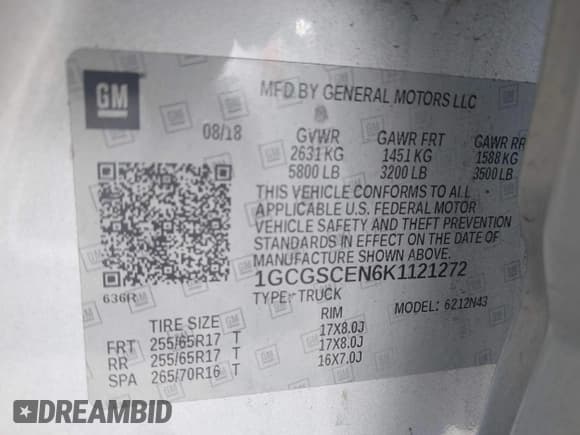 GM
MFD BY GENERAL MOTORS LLC
08/18
GVWR GAWR FRT GAWR RR
2631 KG 1451 KG 1588 KG
5800 LB 3200 LB 3500 LB
THIS VEHICLE CONFORMS TO ALL
APPLICABLE U.S. FEDERAL MOTOR
VEHICLE SAFETY AND THEFT PREVENTION
STANDARDS IN EFFECT ON THE DATE OF
MANUFACTURE SHOWN ABOVE.
1GCGSCEN6K1121272
636R
TYPE: TRUCK MODEL: 6212N43
TIRE SIZE RIM
FRT 255/65R17 T 17X8.0J
RR 255/65R17 T 17X8.0J
SPA 265/70R16 T 16X7.0J
DREAMBID